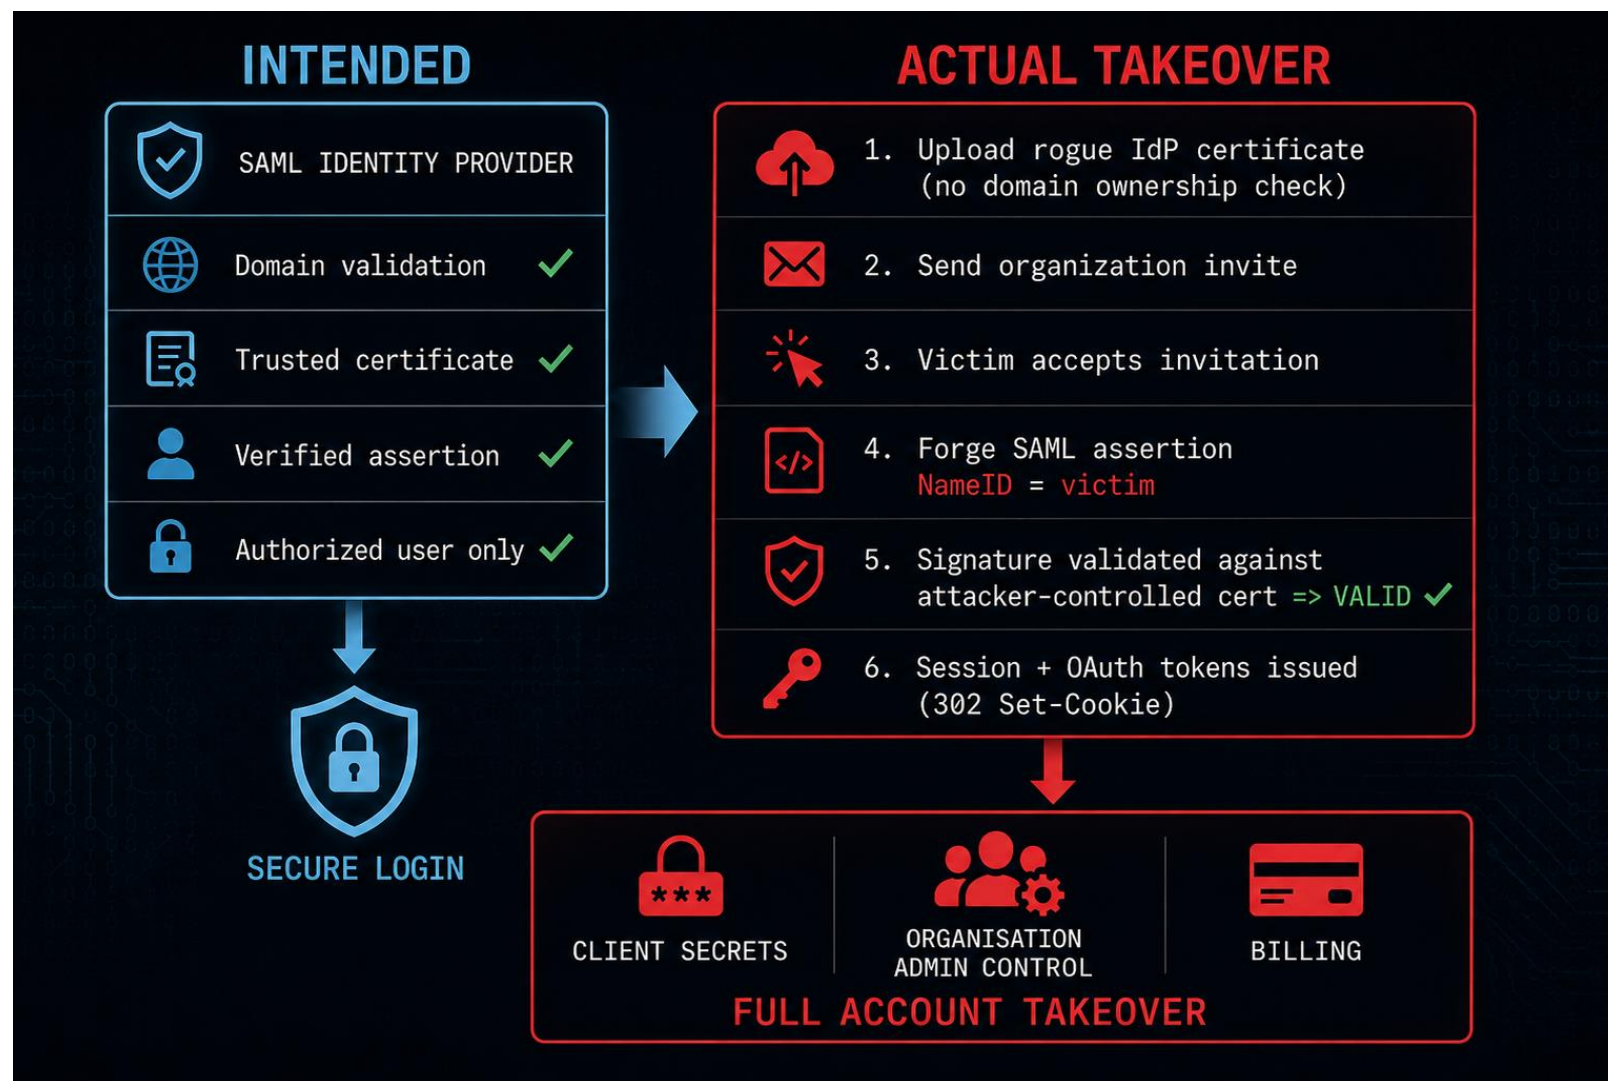 INTENDED
SAML IDENTITY PROVIDER
Domain validation
Trusted certificate
Verified assertion
Authorized user only
SECURE LOGIN
ACTUAL TAKEOVER
1. Upload rogue IdP certificate
(no domain ownership check)
2. Send organization invite
3. Victim accepts invitation
4. Forge SAML assertion
NameID = victim
5. Signature validated against
attacker-controlled cert => VALID
6. Session + OAuth tokens issued
(302 Set-Cookie)
***
CLIENT SECRETS
ORGANISATION
ADMIN CONTROL
BILLING
FULL ACCOUNT TAKEOVER